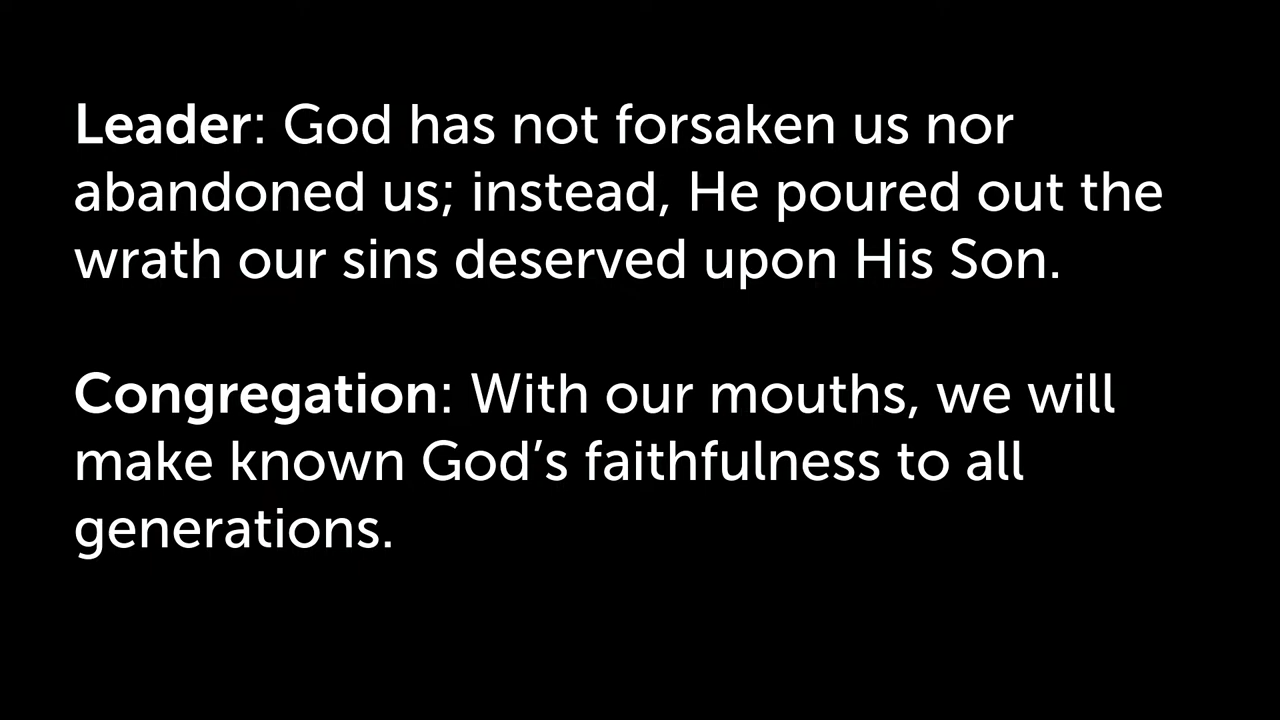 Leader: God has not forsaken us nor
abandoned us; instead, He poured out the
wrath our sins deserved upon His Son.
Congregation: With our mouths, we will
make known God’s faithfulness to all
generations.